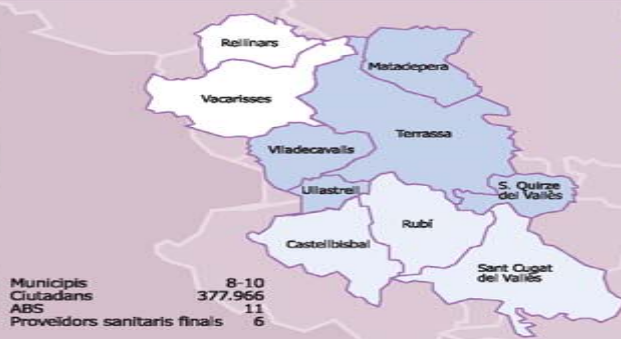 Rellinars
Matadepera
Vacarisses
Terrassa
Viladecavalls
Ullastrell
S. Quirze
del Vallès
Rubí
Castellbisbal
Sant Cugat
del Vallès
Municipis 8-10
Ciutadans 377.966
ABS 11
Proveïdors sanitaris finals 6